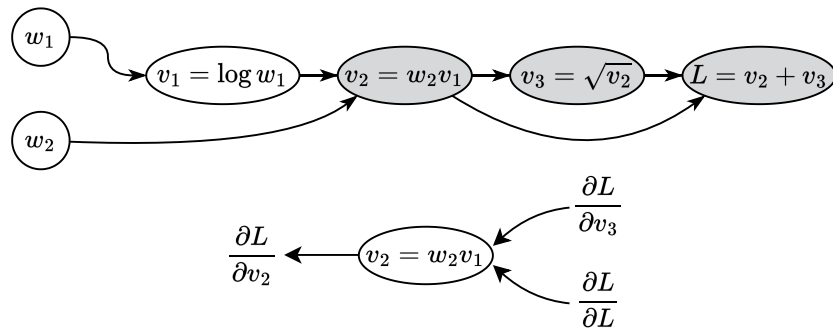 w₁
v₁ = log w₁
v₂ = w₂v₁
v₃ = √v₂
L = v₂ + v₃
w₂
∂L/∂v₃
∂L/∂v₂
v₂ = w₂v₁
∂L/∂L